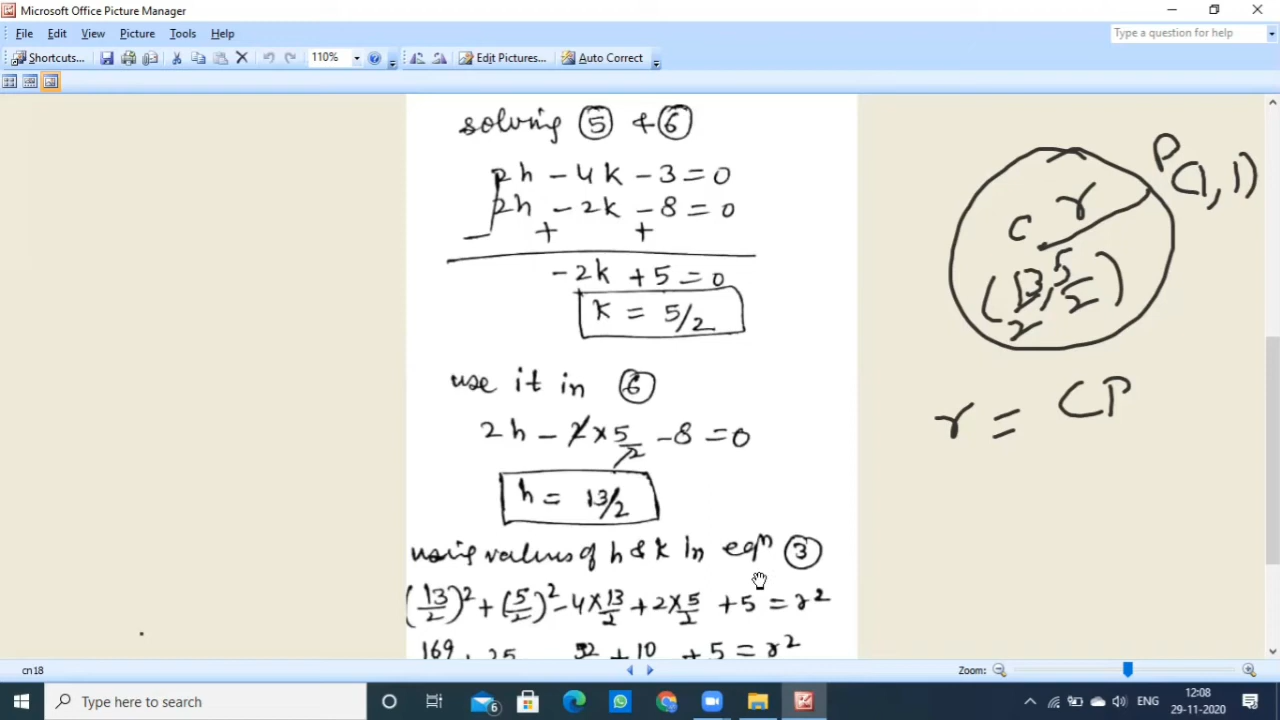 Microsoft Office Picture Manager
File Edit View Picture Tools Help
Type a question for help
Shortcuts... 110% Edit Pictures... Auto Correct
solving ⑤ & ⑥
2h - 4k - 3 = 0
2h - 2k - 8 = 0
- + +
-2k + 5 = 0
k = 5/2
use it in ⑥
2h - 2 × 5/2 - 8 = 0
h = 13/2
using values of h & k in eqn ③
(13/2)² + (5/2)² - 4 × 13/2 + 2 × 5/2 + 5 = r²
169 + 25 52 + 10 + 5 = r²
P (1, 1)
r
C
(13/2, 5/2)
r = CP
cn18
Zoom:
Type here to search
6
ENG
12:08
29-11-2020